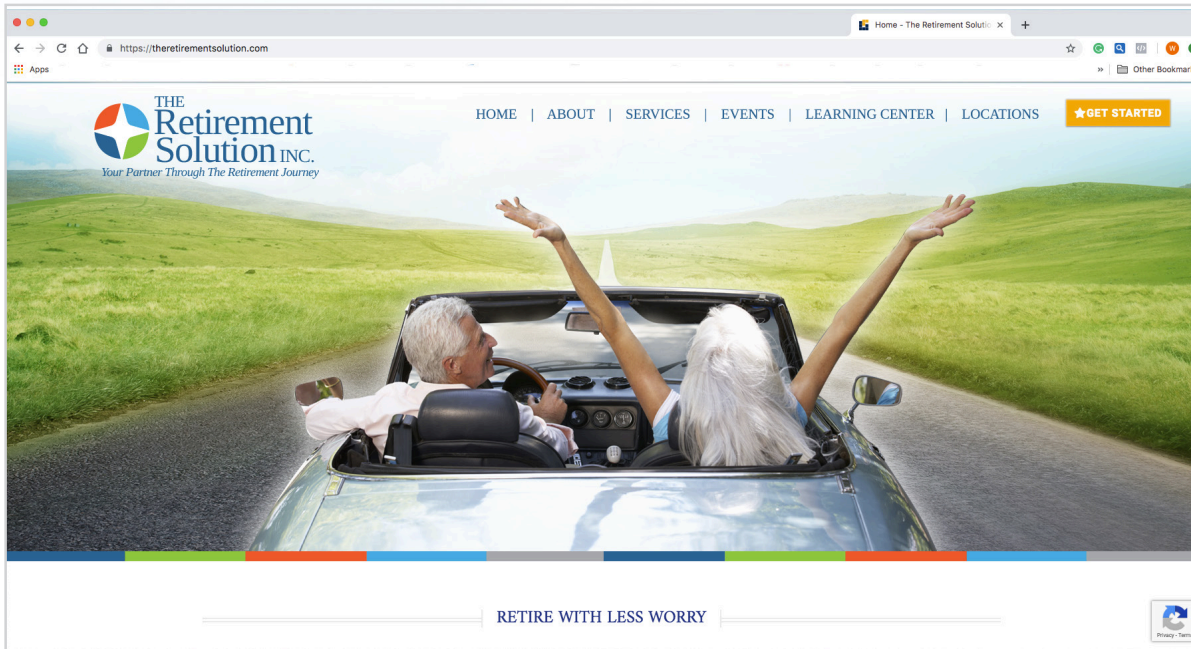 Home - The Retirement Solutio
https://theretirementsolution.com
Apps
Other Bookmar
THE
Retirement
Solution INC.
Your Partner Through The Retirement Journey
HOME | ABOUT | SERVICES | EVENTS | LEARNING CENTER | LOCATIONS
GET STARTED
RETIRE WITH LESS WORRY
Privacy - Term